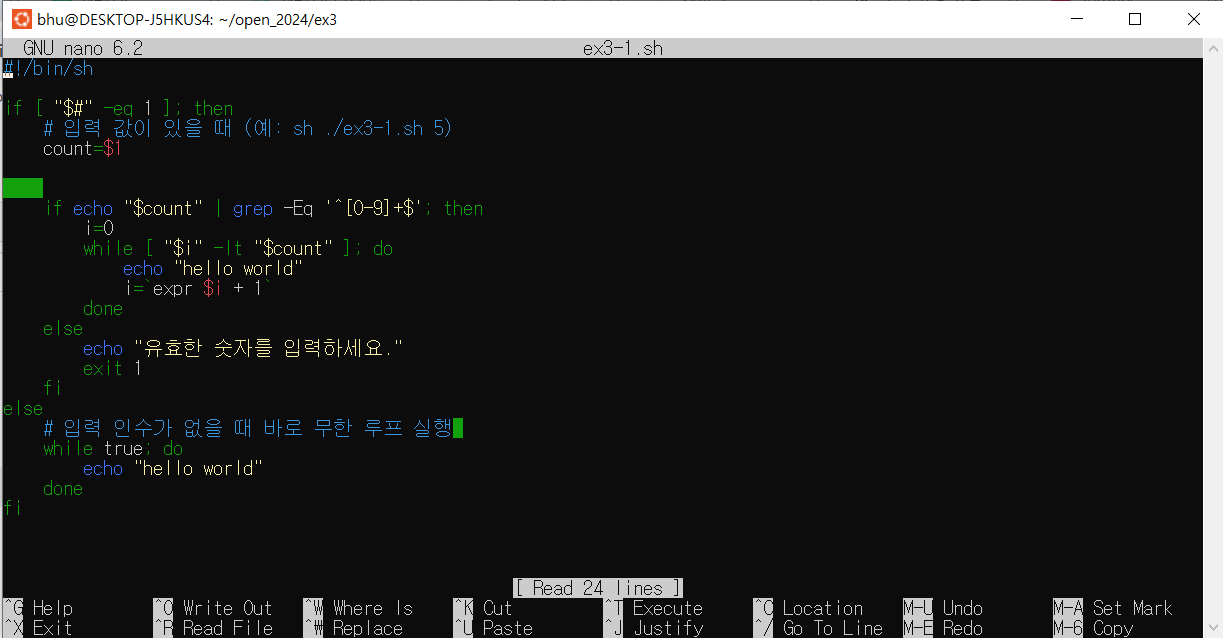 bhu@DESKTOP-J5HKUS4: ~/open_2024/ex3
GNU nano 6.2 ex3-1.sh
#!/bin/sh
if [ "$#" -eq 1 ]; then
# 입력 값이 있을 때 (예: sh ./ex3-1.sh 5)
count=$1
if echo "$count" | grep -Eq '^[0-9]+$'; then
i=0
while [ "$i" -lt "$count" ]; do
echo "hello world"
i=`expr $i + 1`
done
else
echo "유효한 숫자를 입력하세요."
exit 1
fi
else
# 입력 인수가 없을 때 바로 무한 루프 실행
while true; do
echo "hello world"
done
fi
[ Read 24 lines ]
^G Help ^O Write Out ^W Where Is ^K Cut ^T Execute ^C Location M-U Undo M-A Set Mark
^X Exit ^R Read File ^\ Replace ^U Paste ^J Justify ^/ Go To Line M-E Redo M-6 Copy